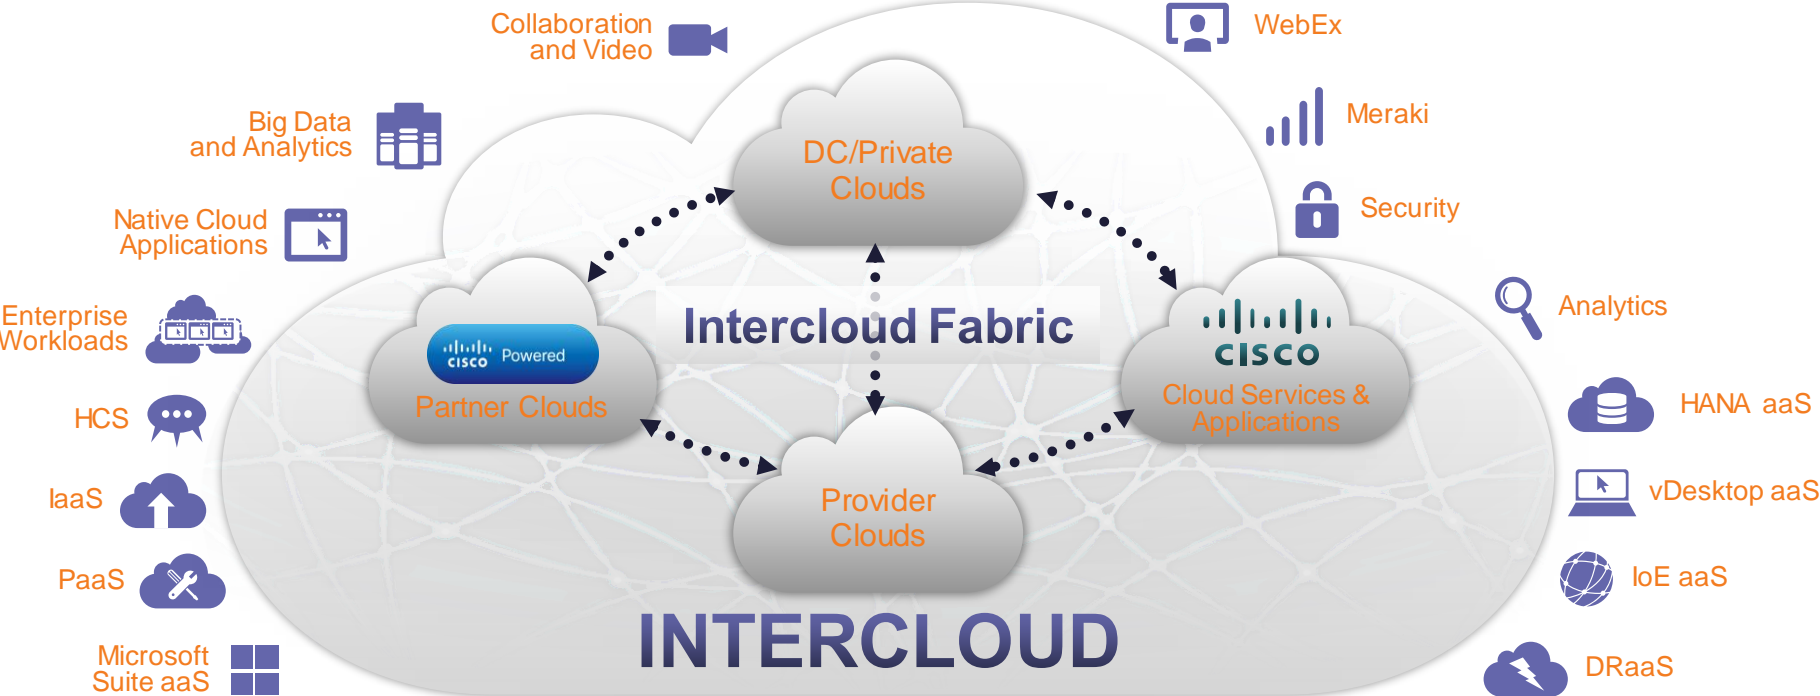 Collaboration
and Video
WebEx
Big Data
and Analytics
Meraki
DC/Private
Clouds
Native Cloud
Applications
Security
Enterprise
Workloads
Intercloud Fabric
Analytics
CISCO Powered
Partner Clouds
CISCO
Cloud Services &
Applications
HCS
HANA aaS
IaaS
Provider
Clouds
vDesktop aaS
PaaS
IoE aaS
INTERCLOUD
Microsoft
Suite aaS
DRaaS